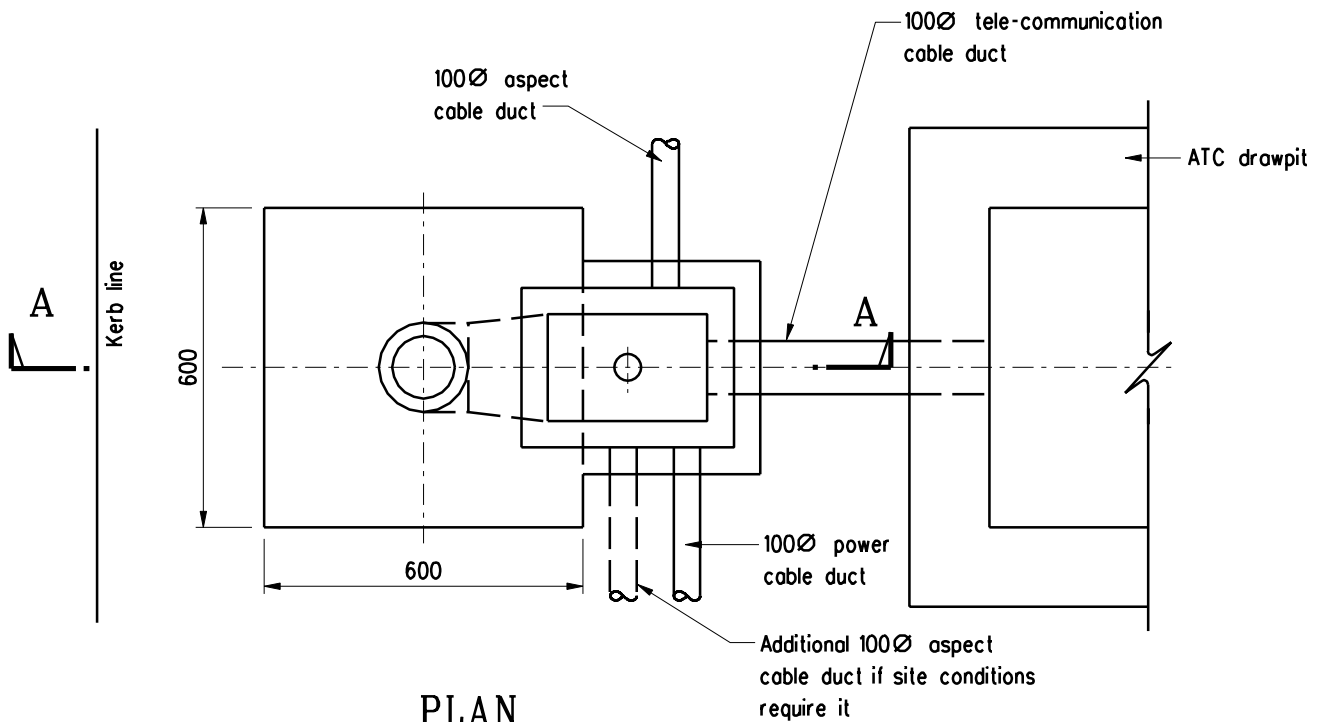 100Ø tele-communication
cable duct
100Ø aspect
cable duct
ATC drawpit
A
Kerb line
A
600
600
100Ø power
cable duct
Additional 100Ø aspect
cable duct if site conditions
require it
PLAN